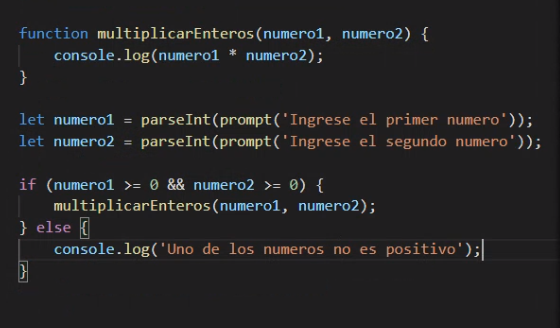 function multiplicarEnteros(numero1, numero2) {
    console.log(numero1 * numero2);
}

let numero1 = parseInt(prompt('Ingrese el primer numero'));
let numero2 = parseInt(prompt('Ingrese el segundo numero'));

if (numero1 >= 0 && numero2 >= 0) {
    multiplicarEnteros(numero1, numero2);
} else {
    console.log('Uno de los numeros no es positivo');
}